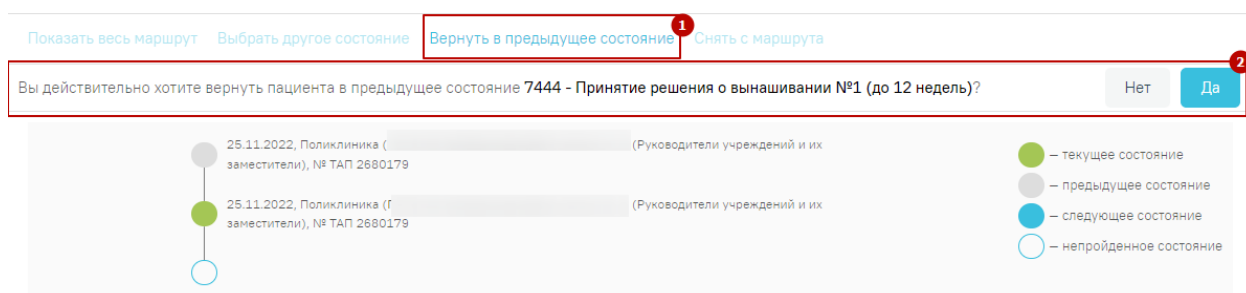 1
Показать весь маршрут Выбрать другое состояние Вернуть в предыдущее состояние Снять с маршрута
2
Вы действительно хотите вернуть пациента в предыдущее состояние 7444 - Принятие решения о вынашивании №1 (до 12 недель)? Нет Да
25.11.2022, Поликлиника ( (Руководители учреждений и их
заместители), № ТАП 2680179
– текущее состояние
– предыдущее состояние
25.11.2022, Поликлиника ( (Руководители учреждений и их
заместители), № ТАП 2680179
– следующее состояние
– непройденное состояние